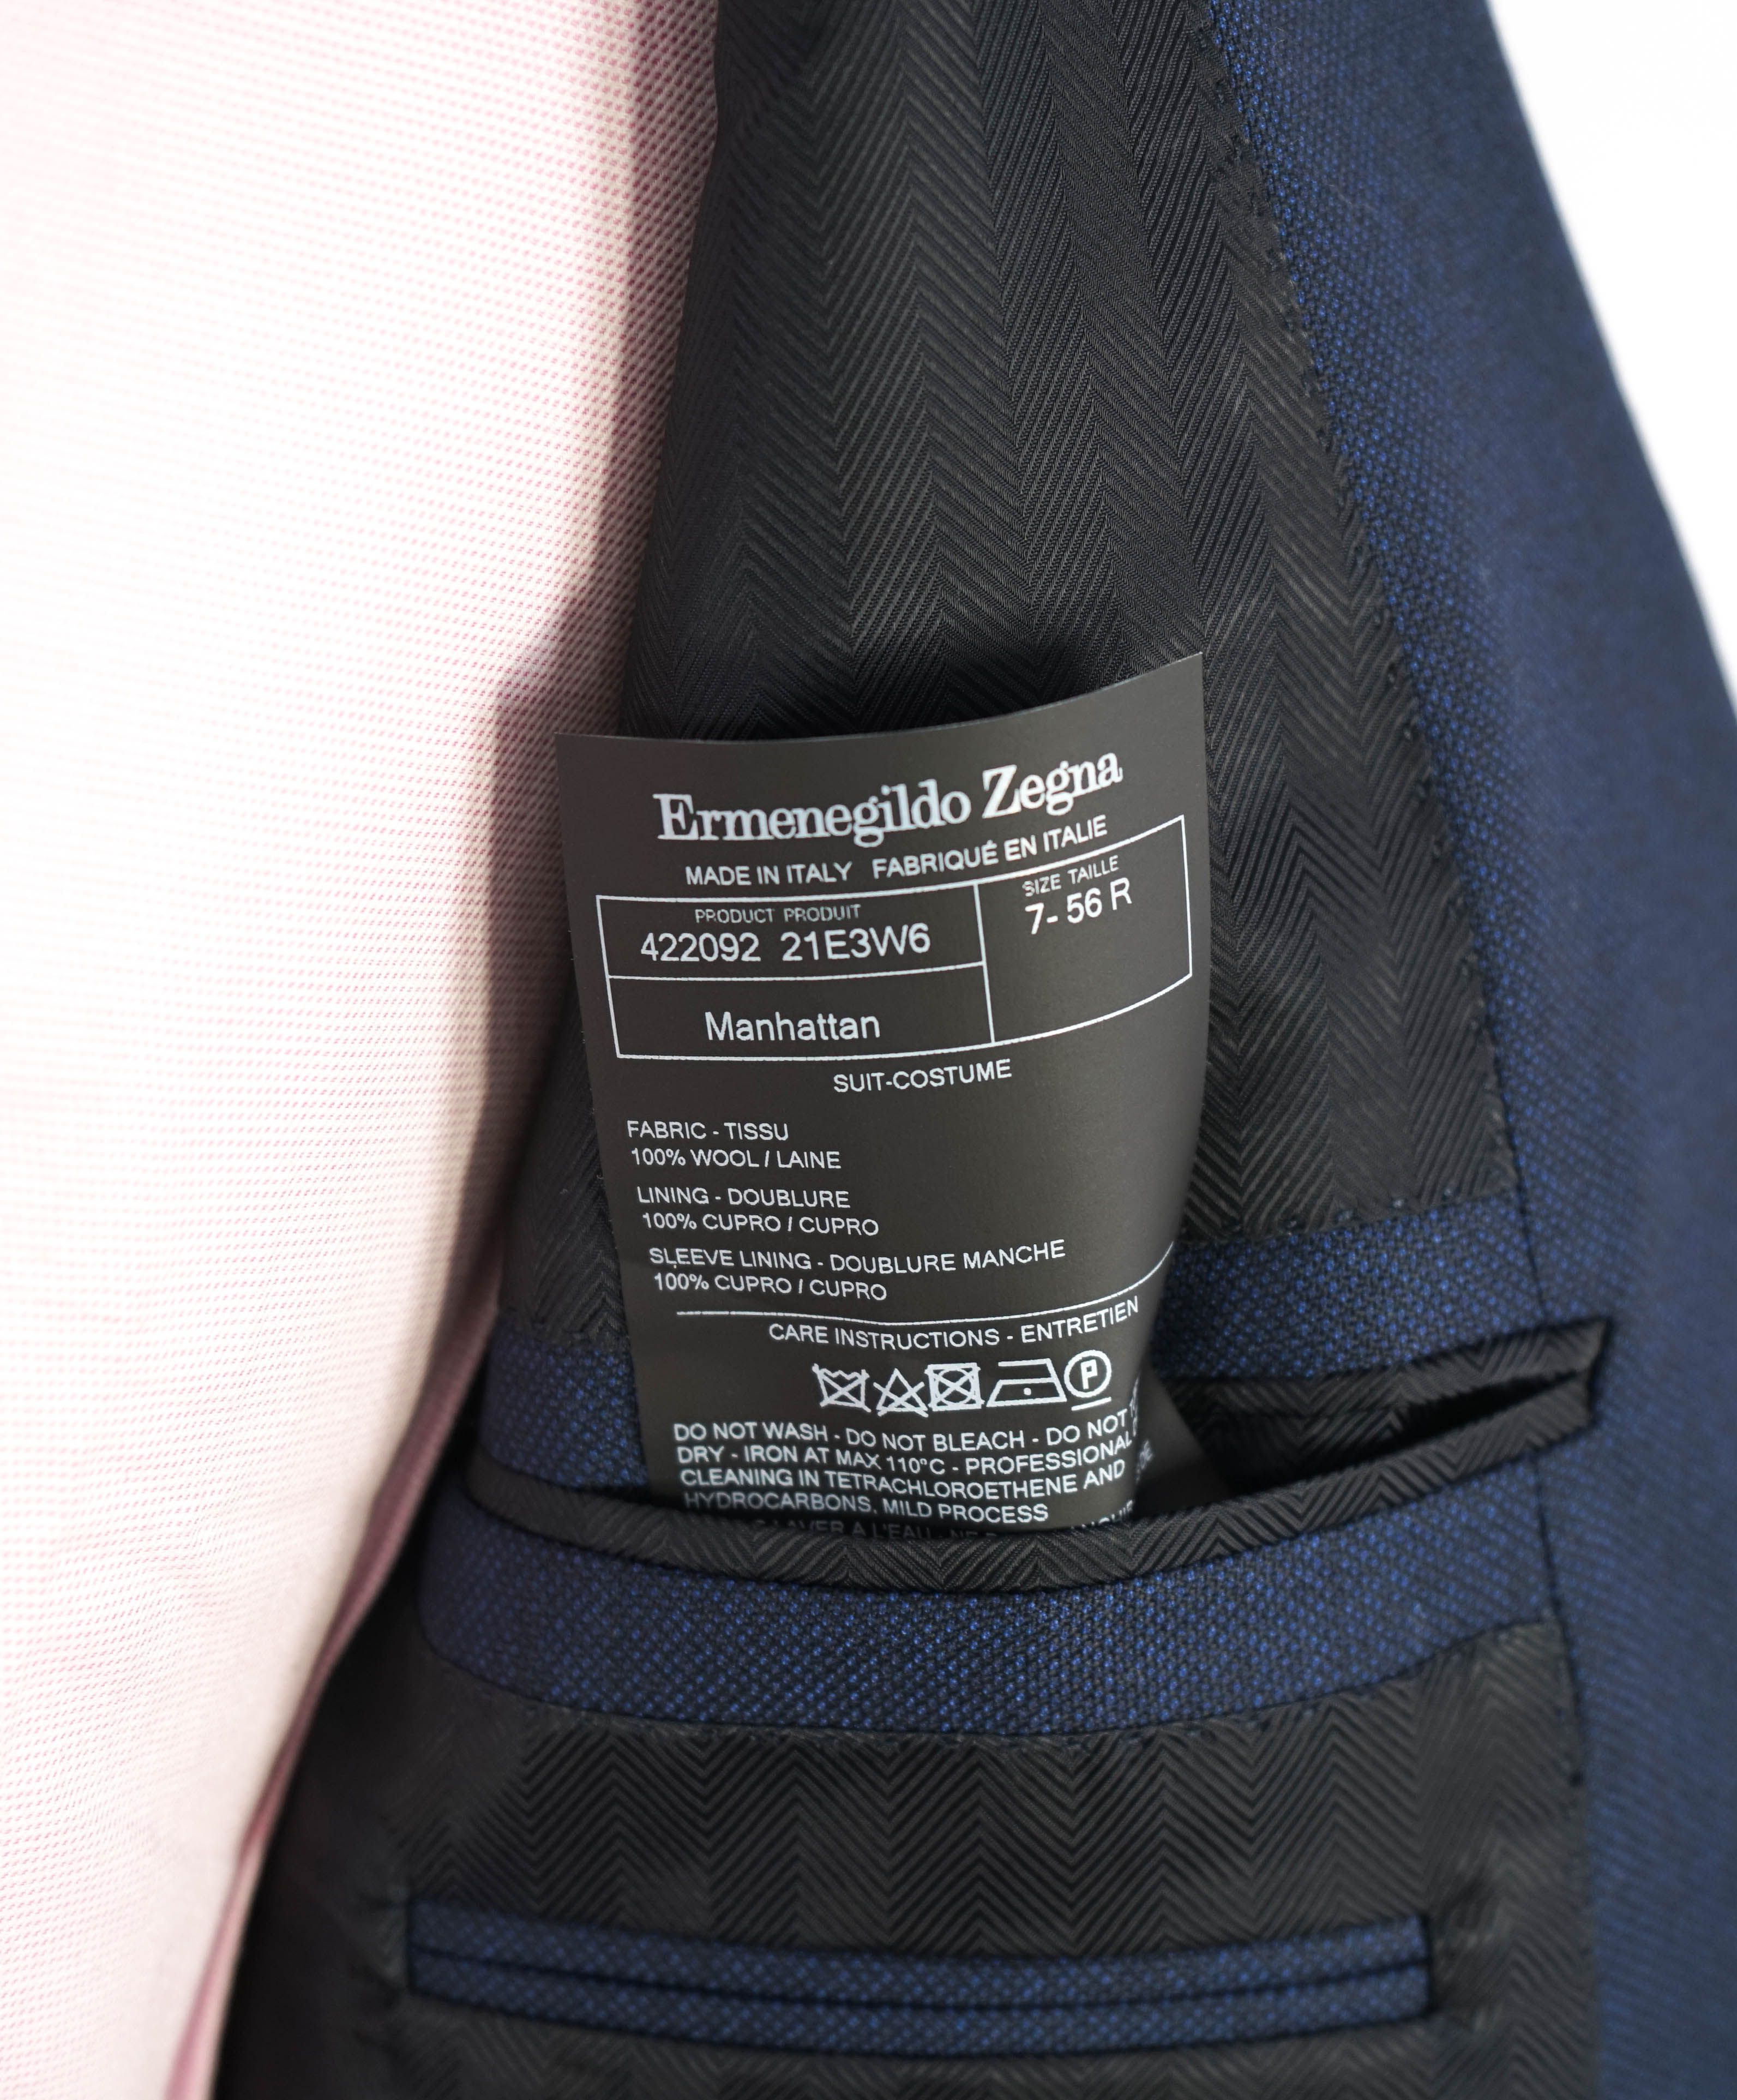 Ermenegildo Zegna
MADE IN ITALY FABRIQUÉ EN ITALIE
PRODUCT PRODUIT
422092 21E3W6
SIZE TAILLE
7- 56 R
Manhattan
SUIT-COSTUME
FABRIC - TISSU
100% WOOL / LAINE
LINING - DOUBLURE
100% CUPRO / CUPRO
SLEEVE LINING - DOUBLURE MANCHE
100% CUPRO / CUPRO
CARE INSTRUCTIONS - ENTRETIEN
P
DO NOT WASH - DO NOT BLEACH - DO NOT
DRY - IRON AT MAX 110°C - PROFESSIONAL
CLEANING IN TETRACHLOROETHENE AND
HYDROCARBONS, MILD PROCESS
LAVER A L'EAU - NE